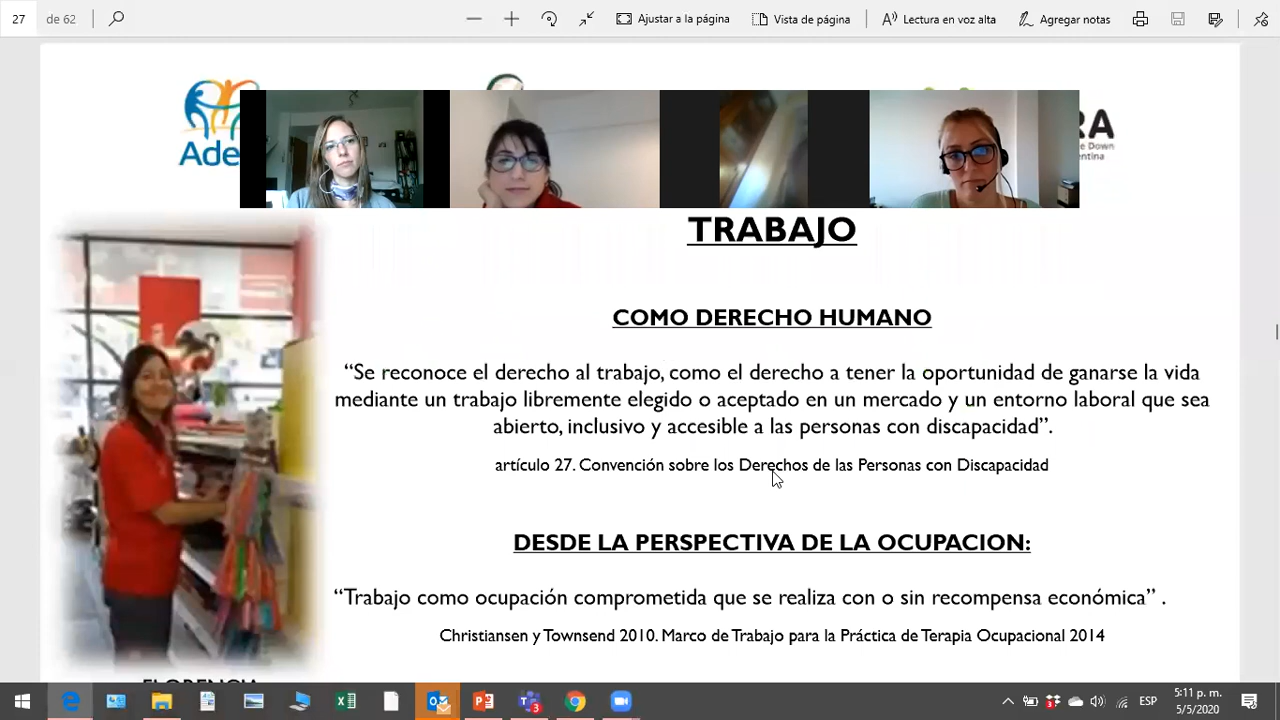 27 de 62 Ajustar a la página Vista de página Lectura en voz alta Agregar notas
Ade
RA
e Down
entina
TRABAJO
COMO DERECHO HUMANO
“Se reconoce el derecho al trabajo, como el derecho a tener la oportunidad de ganarse la vida
mediante un trabajo libremente elegido o aceptado en un mercado y un entorno laboral que sea
abierto, inclusivo y accesible a las personas con discapacidad”.
artículo 27. Convención sobre los Derechos de las Personas con Discapacidad
DESDE LA PERSPECTIVA DE LA OCUPACION:
“Trabajo como ocupación comprometida que se realiza con o sin recompensa económica” .
Christiansen y Townsend 2010. Marco de Trabajo para la Práctica de Terapia Ocupacional 2014
FLORENCIA
ESP
5:11 p. m.
5/5/2020